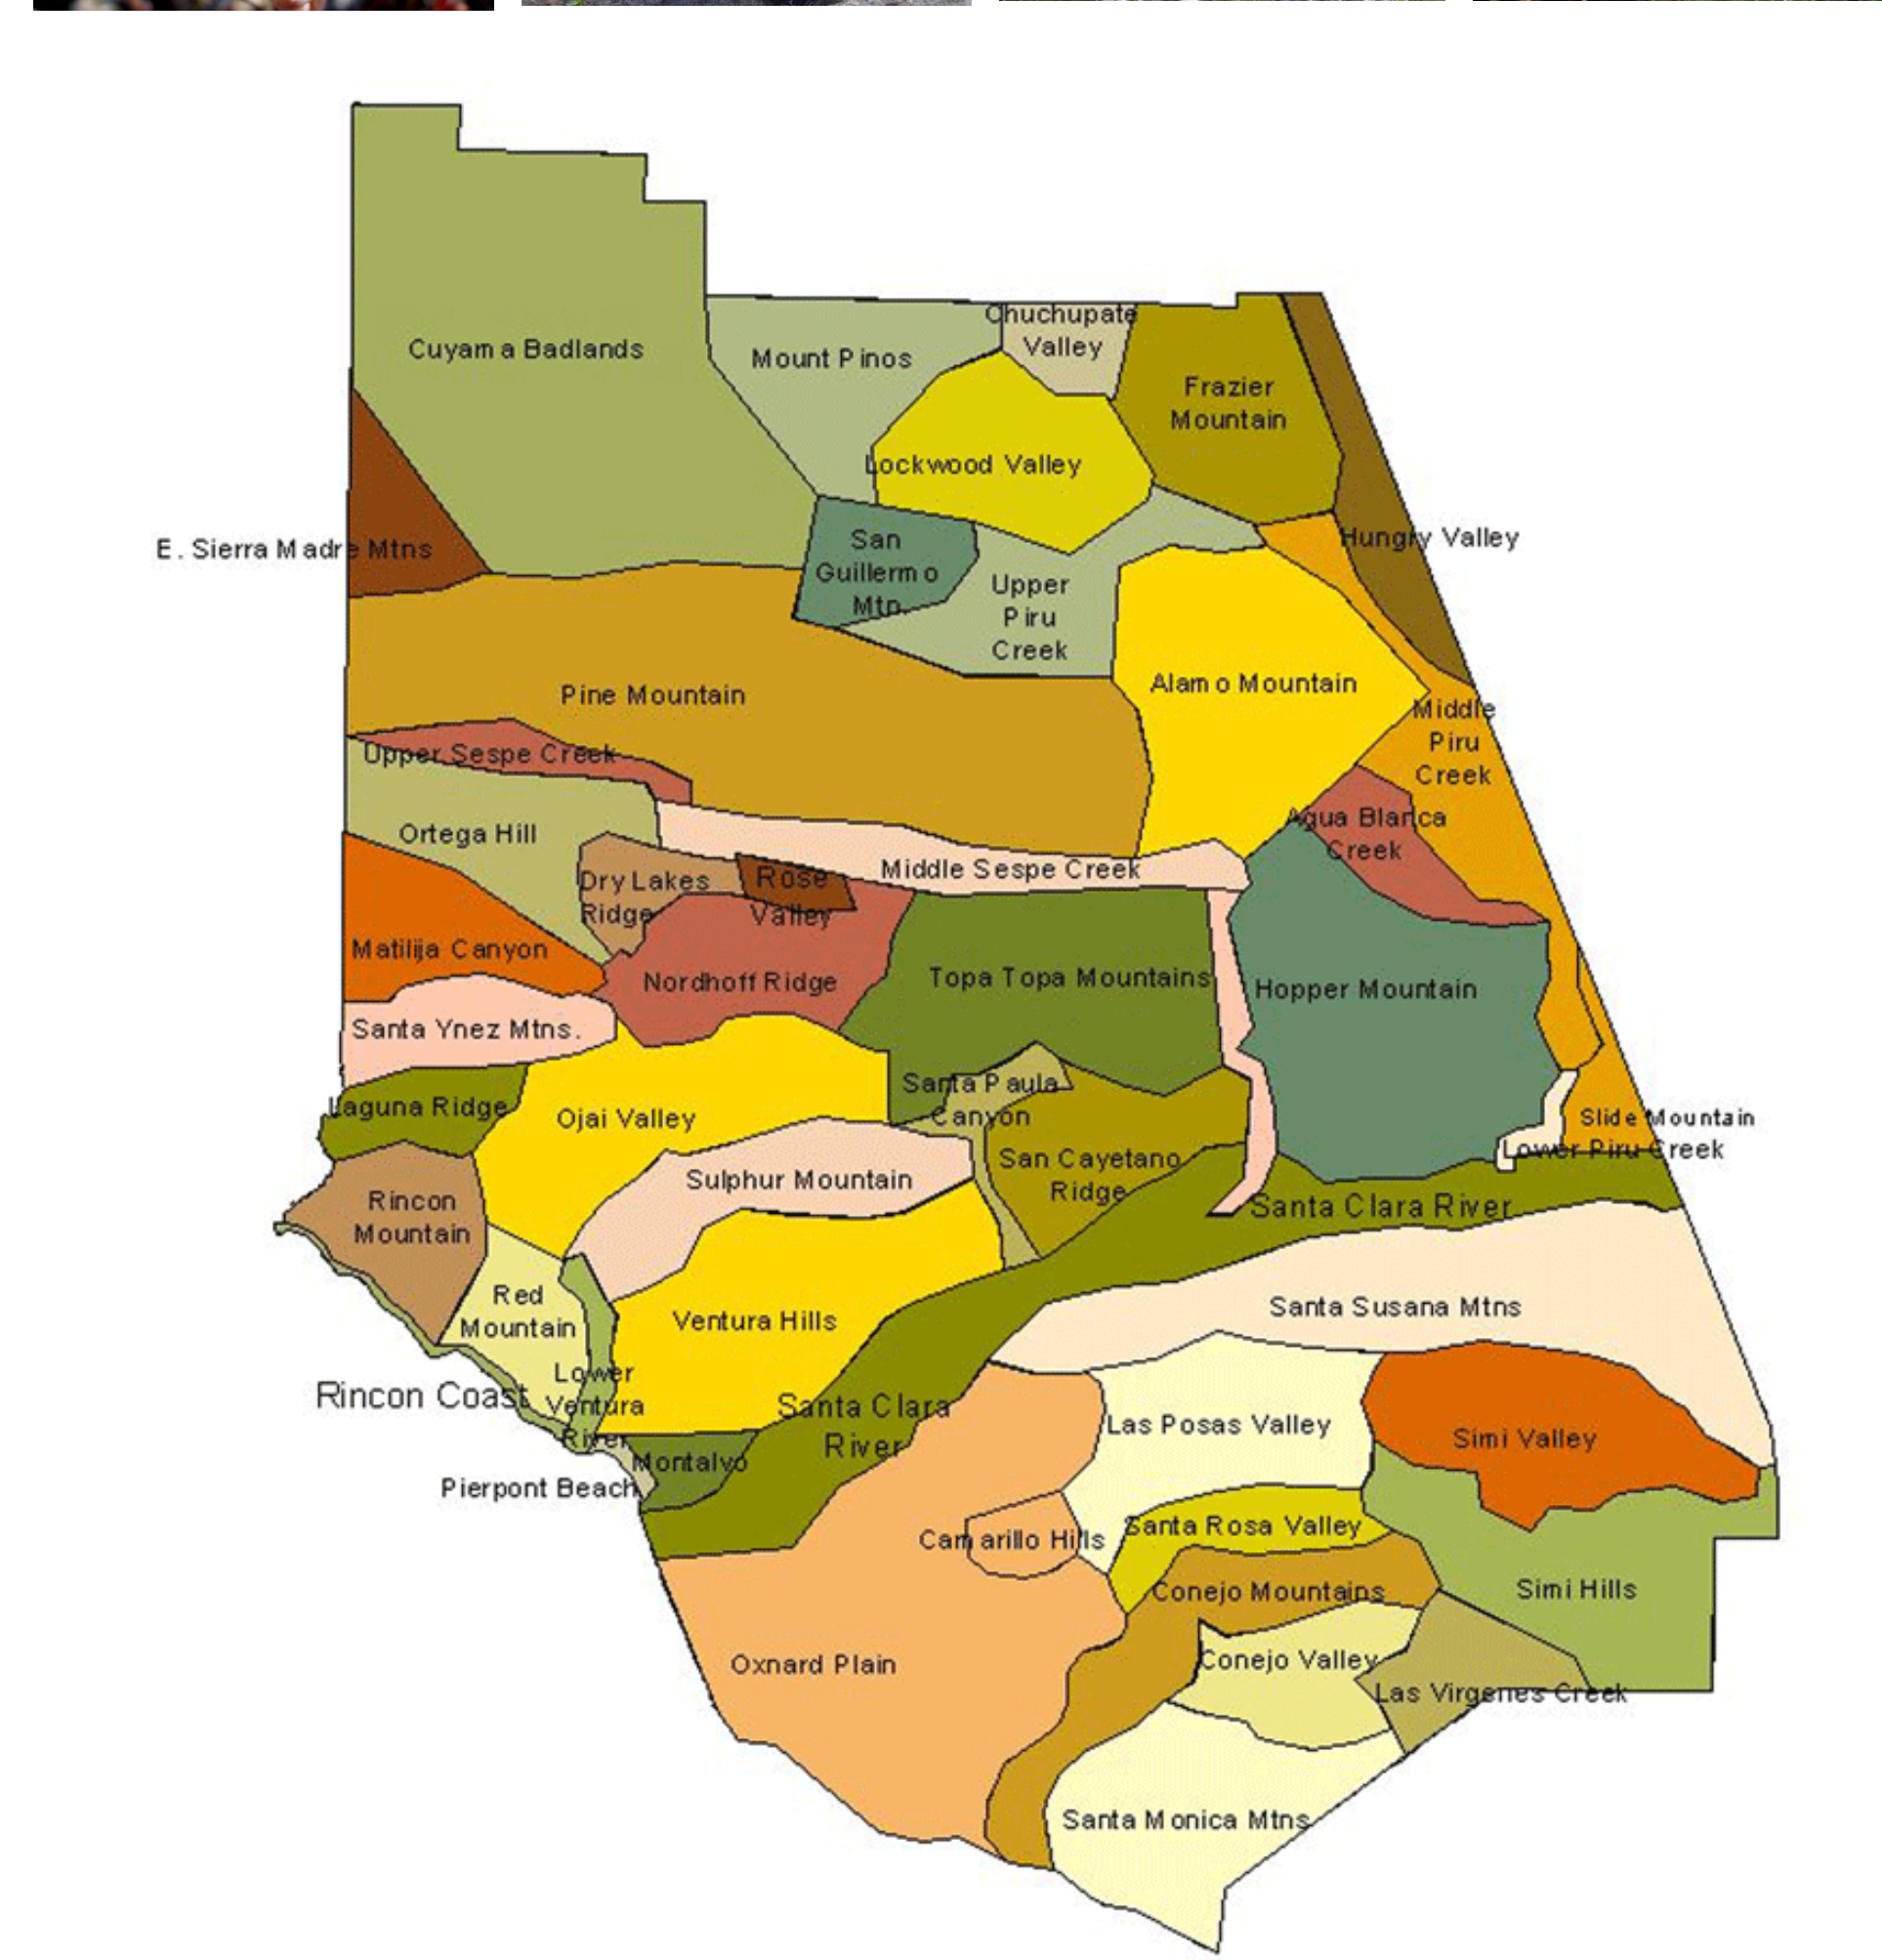 Chuchupate
Valley
Cuyama Badlands
Mount Pinos
Frazier
Mountain
Lockwood Valley
E. Sierra Madre Mtns
San
Guillermo
Mtn.
Hungry Valley
Upper
Piru
Creek
Pine Mountain
Alamo Mountain
Middle
Piru
Creek
Upper Sespe Creek
Ortega Hill
Agua Blanca
Creek
Middle Sespe Creek
Dry Lakes
Ridge
Rose
Valley
Matilija Canyon
Nordhoff Ridge
Topa Topa Mountains
Hopper Mountain
Santa Ynez Mtns.
Santa Paula
Canyon
Laguna Ridge
Ojai Valley
Slide Mountain
Lower Piru Creek
San Cayetano
Ridge
Sulphur Mountain
Rincon
Mountain
Santa Clara River
Red
Mountain
Ventura Hills
Santa Susana Mtns
Lower
Ventura
River
Rincon Coast
Santa Clara
River
Las Posas Valley
Simi Valley
Montalvo
Pierpont Beach
Camarillo Hills
Santa Rosa Valley
Conejo Mountains
Simi Hills
Oxnard Plain
Conejo Valley
Las Virgenes Creek
Santa Monica Mtns